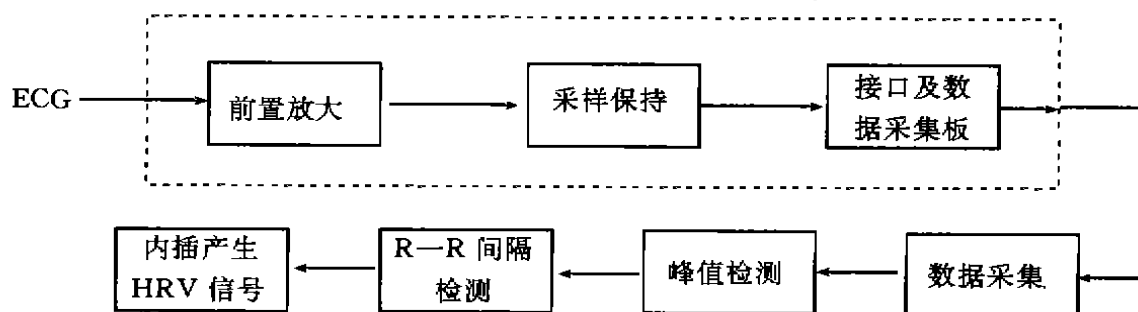 ECG
前置放大
采样保持
接口及数
据采集板
内插产生
HRV 信号
R—R 间隔
检测
峰值检测
数据采集